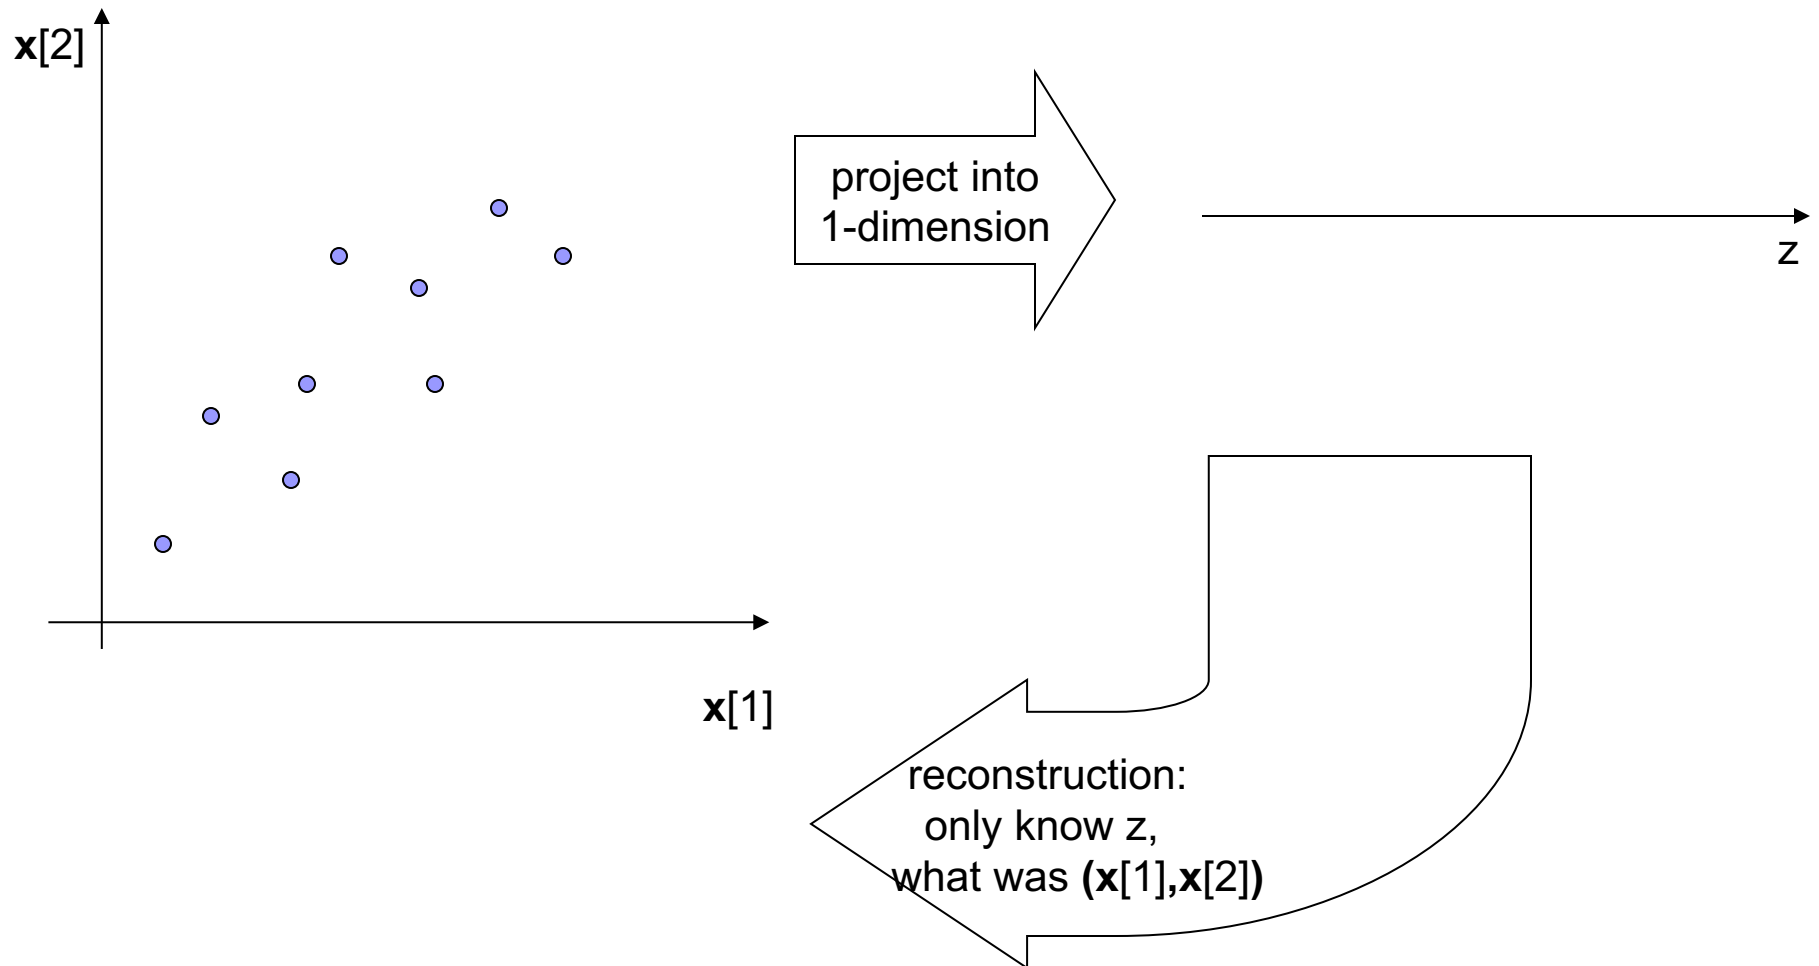 x[2]
project into
1-dimension
z
x[1]
reconstruction:
only know z,
what was (x[1],x[2])